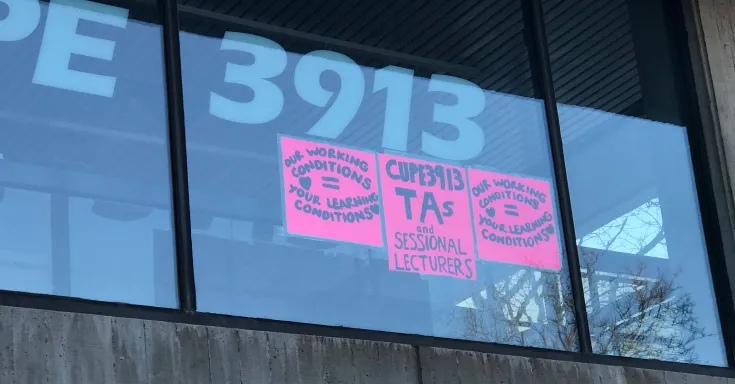 PE 3913
OUR WORKING
CONDITIONS
=
YOUR LEARNING
CONDITIONS
CUPE3913
TAs
and
SESSIONAL
LECTURERS
OUR WORKING
CONDITIONS
=
YOUR LEARNING
CONDITIONS